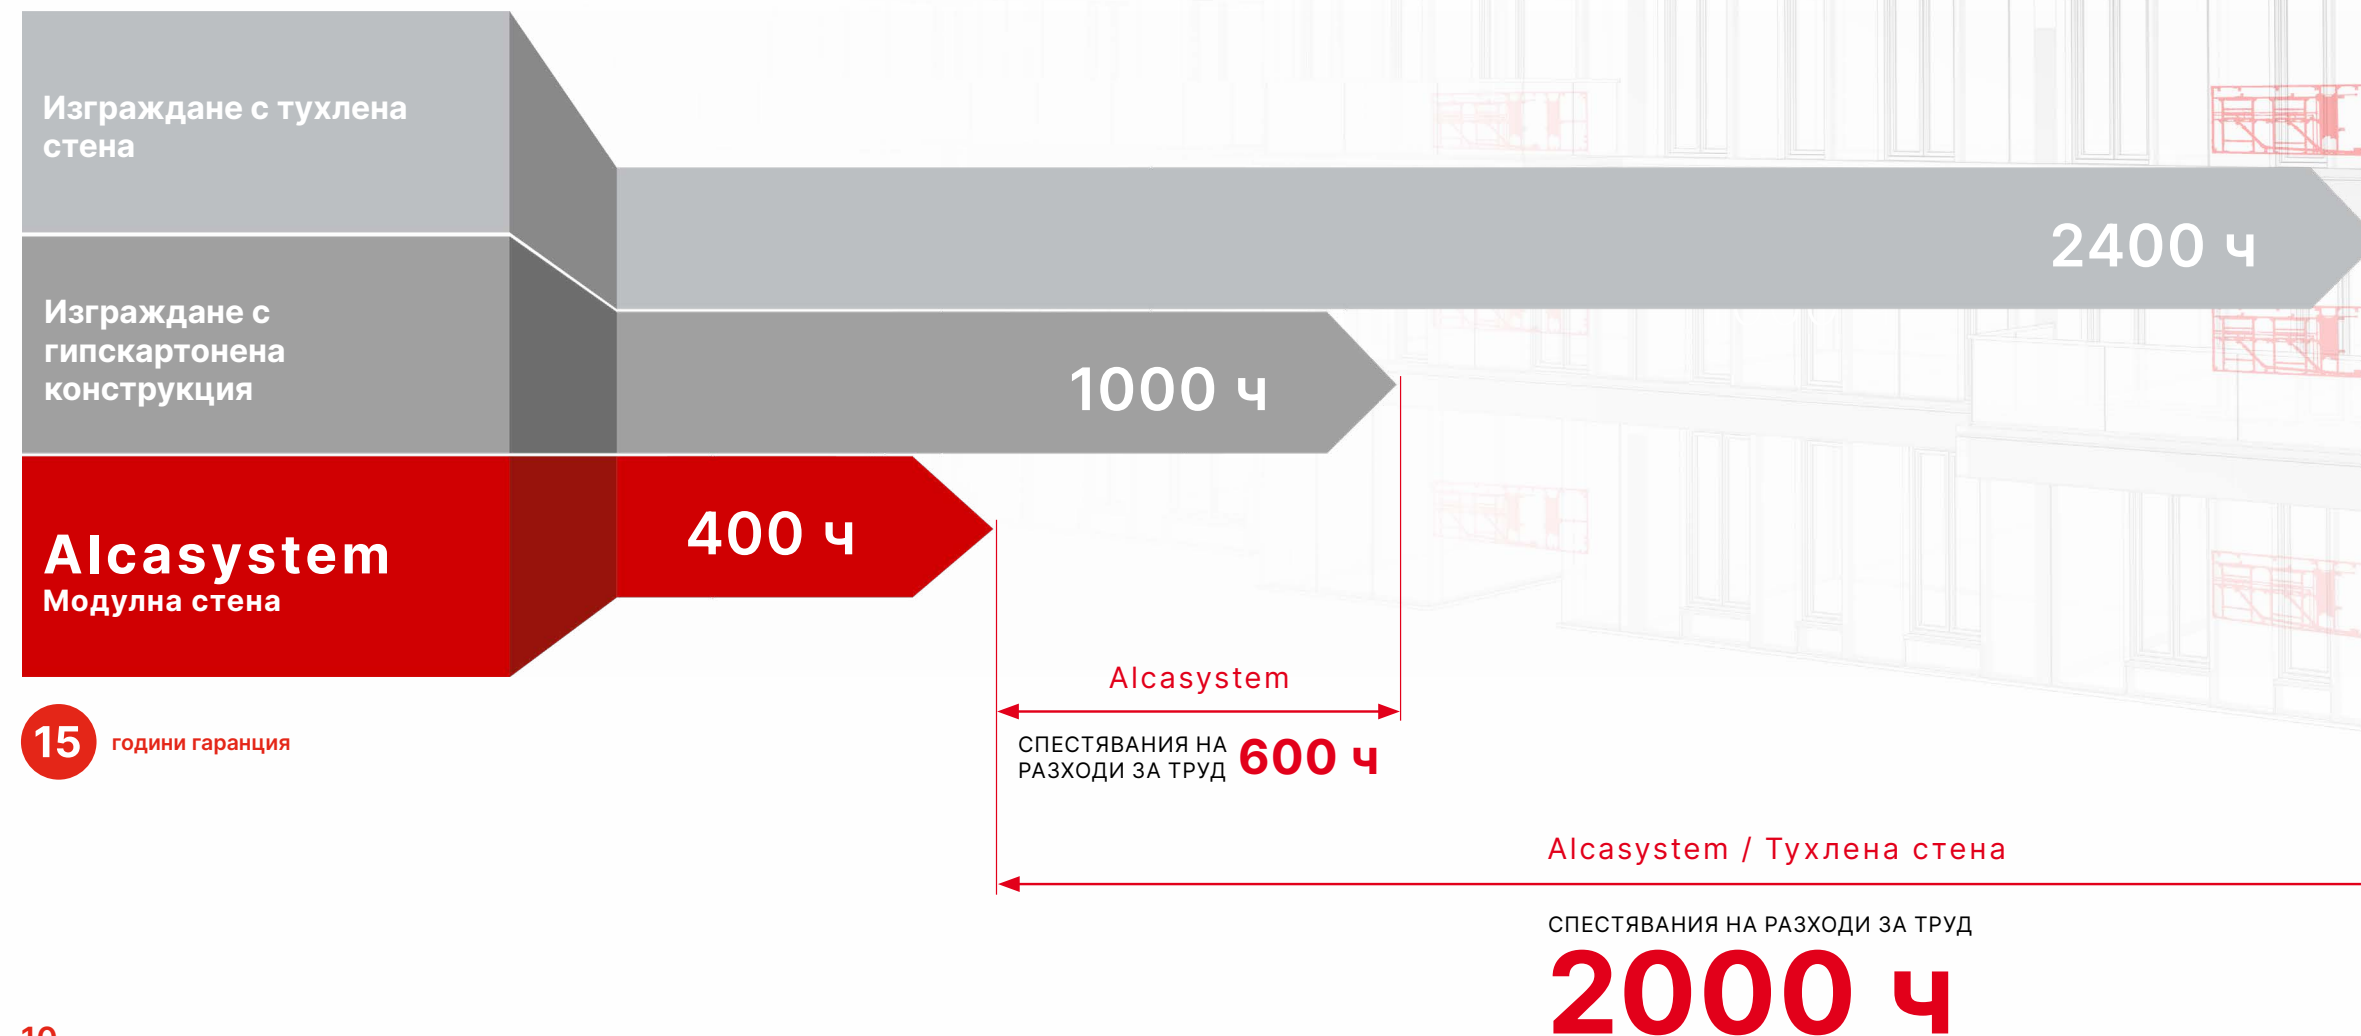 Изграждане с тухлена
стена
2400 ч
Изграждане с
гипскартонена
конструкция
1000 ч
Alcasystem
Модулна стена
400 ч
Alcasystem
15 години гаранция
СПЕСТЯВАНИЯ НА
РАЗХОДИ ЗА ТРУД
600 ч
Alcasystem / Тухлена стена
СПЕСТЯВАНИЯ НА РАЗХОДИ ЗА ТРУД
2000 ч